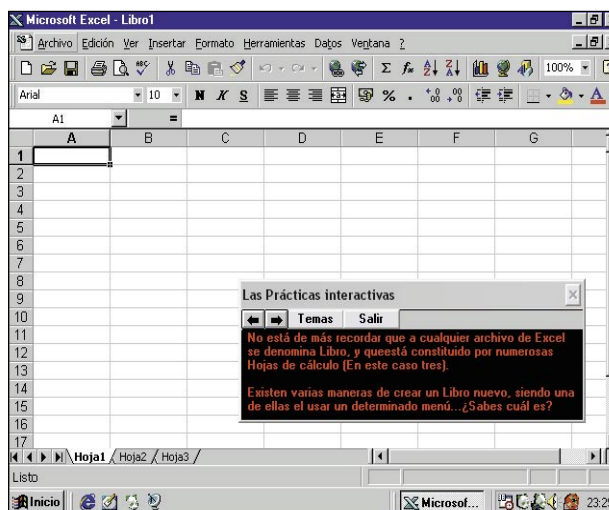 Microsoft Excel - Libro1
Archivo Edición Ver Insertar Formato Herramientas Datos Ventana ?
100%
Arial 10 N K S % .
A1 =
A B C D E F G
1
2
3
4
5
6
7
8
9
10
11
12
13
14
15
16
17
Las Prácticas interactivas
Temas Salir
No está de más recordar que a cualquier archivo de Excel
se denomina Libro, y queestá constituido por numerosas
Hojas de cálculo (En este caso tres).
Existen varias maneras de crear un Libro nuevo, siendo una
de ellas el usar un determinado menú...¿Sabes cuál es?
Hoja1 Hoja2 Hoja3
Listo
Inicio Microsof...